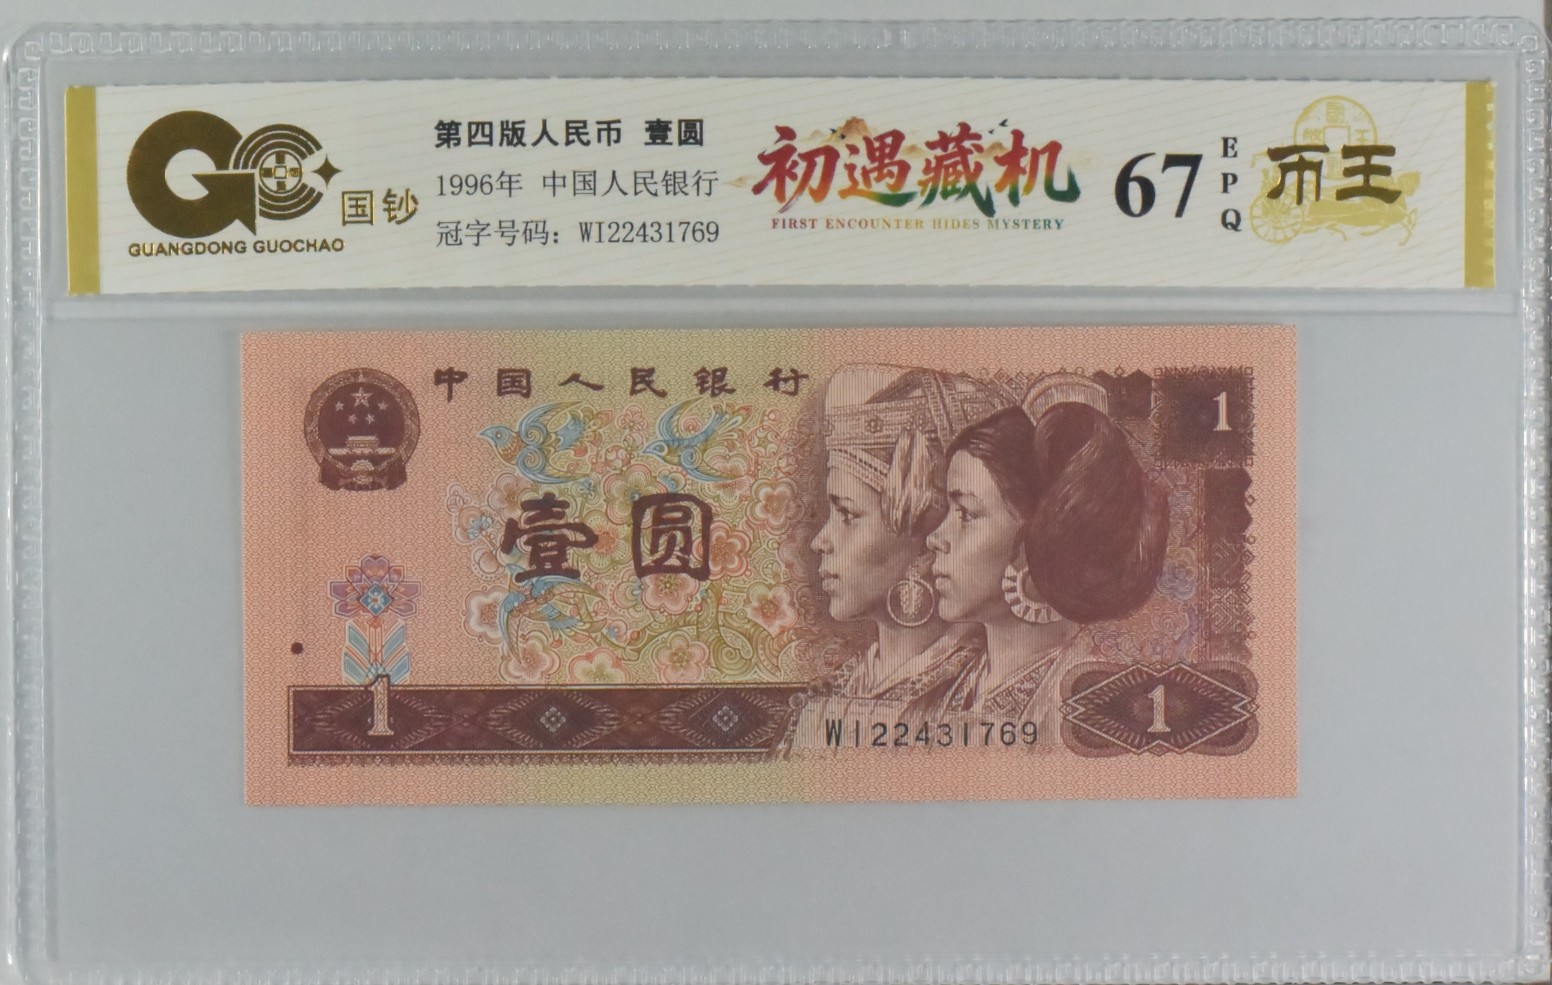 GC
国钞
GUANGDONG GUOCHAO
第四版人民币 壹圆
1996年 中国人民银行
冠字号码：WI22431769
初遇藏机
FIRST ENCOUNTER HIDES MYSTERY
67
EPQ
币王
中国人民银行
1
壹圆
1
WI22431769
1